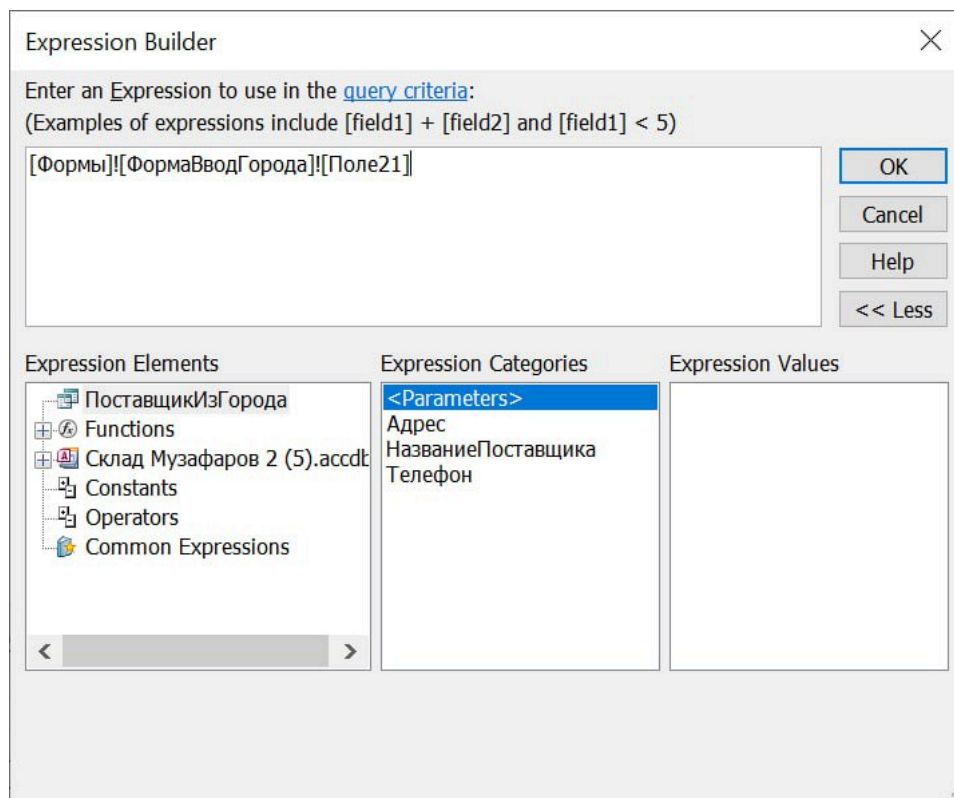 Expression Builder
Enter an Expression to use in the query criteria:
(Examples of expressions include [field1] + [field2] and [field1] < 5)
[Формы]![ФормаВводГорода]![Поле21]
OK
Cancel
Help
<< Less
Expression Elements
ПоставщикИзГорода
Functions
Склад Музафаров 2 (5).accdb
Constants
Operators
Common Expressions
Expression Categories
<Parameters>
Адрес
НазваниеПоставщика
Телефон
Expression Values